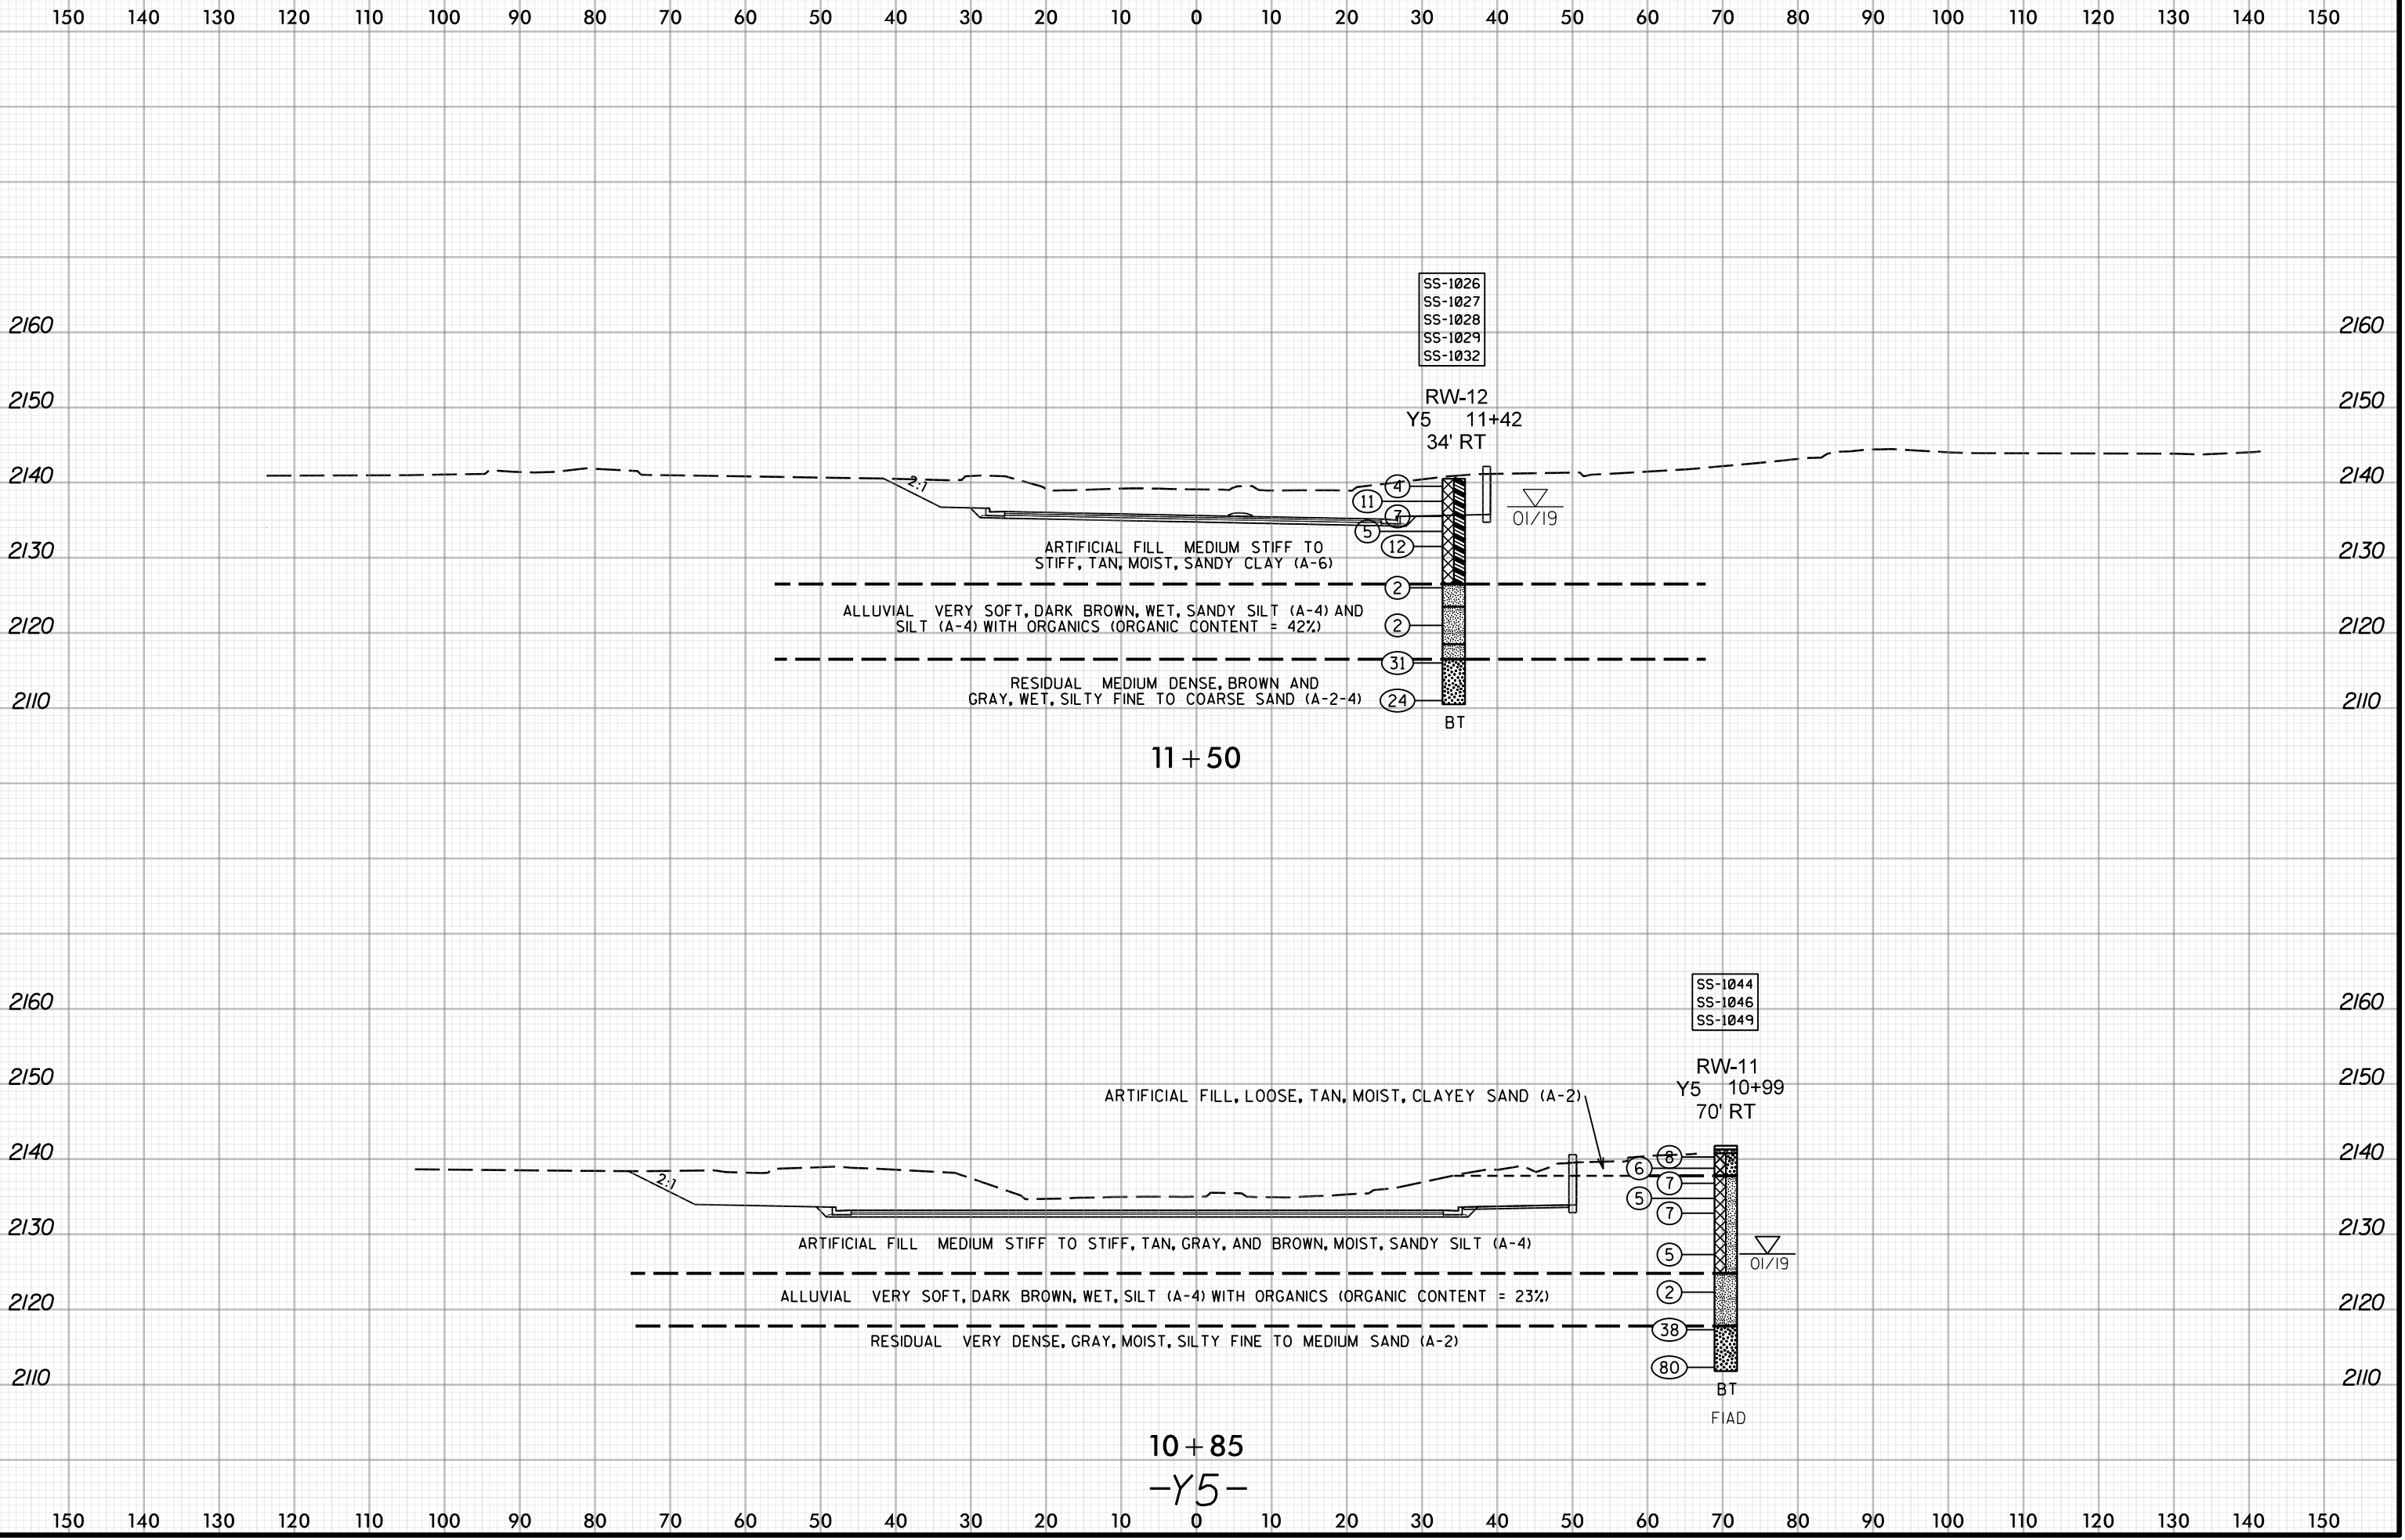 150 140 130 120 110 100 90 80 70 60 50 40 30 20 10 0 10 20 30 40 50 60 70 80 90 100 110 120 130 140 150
SS-1026
SS-1027
SS-1028
SS-1029
SS-1032
2160 2160
RW-12
2150 2150
Y5 11+42
34' RT
2140 2140
2:1
4
11
7
01/19
5
12
ARTIFICIAL FILL MEDIUM STIFF TO
STIFF, TAN, MOIST, SANDY CLAY (A-6)
2130 2130
2
ALLUVIAL VERY SOFT, DARK BROWN, WET, SANDY SILT (A-4) AND
SILT (A-4) WITH ORGANICS (ORGANIC CONTENT = 42%)
2
2120 2120
31
RESIDUAL MEDIUM DENSE, BROWN AND
GRAY, WET, SILTY FINE TO COARSE SAND (A-2-4)
24
2110 2110
BT
11+50
SS-1044
SS-1046
SS-1049
2160 2160
RW-11
2150 2150
Y5 10+99
70' RT
ARTIFICIAL FILL, LOOSE, TAN, MOIST, CLAYEY SAND (A-2)
2140 2140
8
6
2:1
7
5
7
2130 2130
ARTIFICIAL FILL MEDIUM STIFF TO STIFF, TAN, GRAY, AND BROWN, MOIST, SANDY SILT (A-4)
5
01/19
ALLUVIAL VERY SOFT, DARK BROWN, WET, SILT (A-4) WITH ORGANICS (ORGANIC CONTENT = 23%)
2
2120 2120
38
RESIDUAL VERY DENSE, GRAY, MOIST, SILTY FINE TO MEDIUM SAND (A-2)
80
2110 2110
BT
FIAD
10+85
-Y5-
150 140 130 120 110 100 90 80 70 60 50 40 30 20 10 0 10 20 30 40 50 60 70 80 90 100 110 120 130 140 150